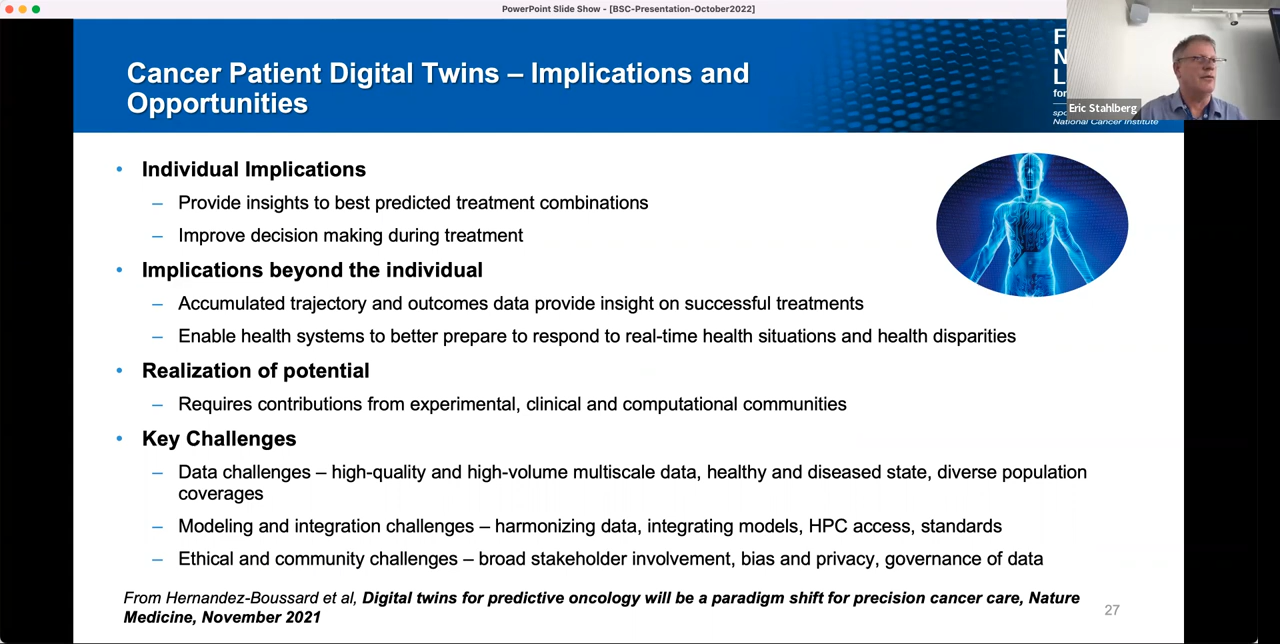 PowerPoint Slide Show - [BSC-Presentation-October2022]
Cancer Patient Digital Twins – Implications and
Opportunities
F
N
L
for
spo
National Cancer Institute
Eric Stahlberg
• Individual Implications
– Provide insights to best predicted treatment combinations
– Improve decision making during treatment
• Implications beyond the individual
– Accumulated trajectory and outcomes data provide insight on successful treatments
– Enable health systems to better prepare to respond to real-time health situations and health disparities
• Realization of potential
– Requires contributions from experimental, clinical and computational communities
• Key Challenges
– Data challenges – high-quality and high-volume multiscale data, healthy and diseased state, diverse population
coverages
– Modeling and integration challenges – harmonizing data, integrating models, HPC access, standards
– Ethical and community challenges – broad stakeholder involvement, bias and privacy, governance of data
From Hernandez-Boussard et al, Digital twins for predictive oncology will be a paradigm shift for precision cancer care, Nature
Medicine, November 2021
27